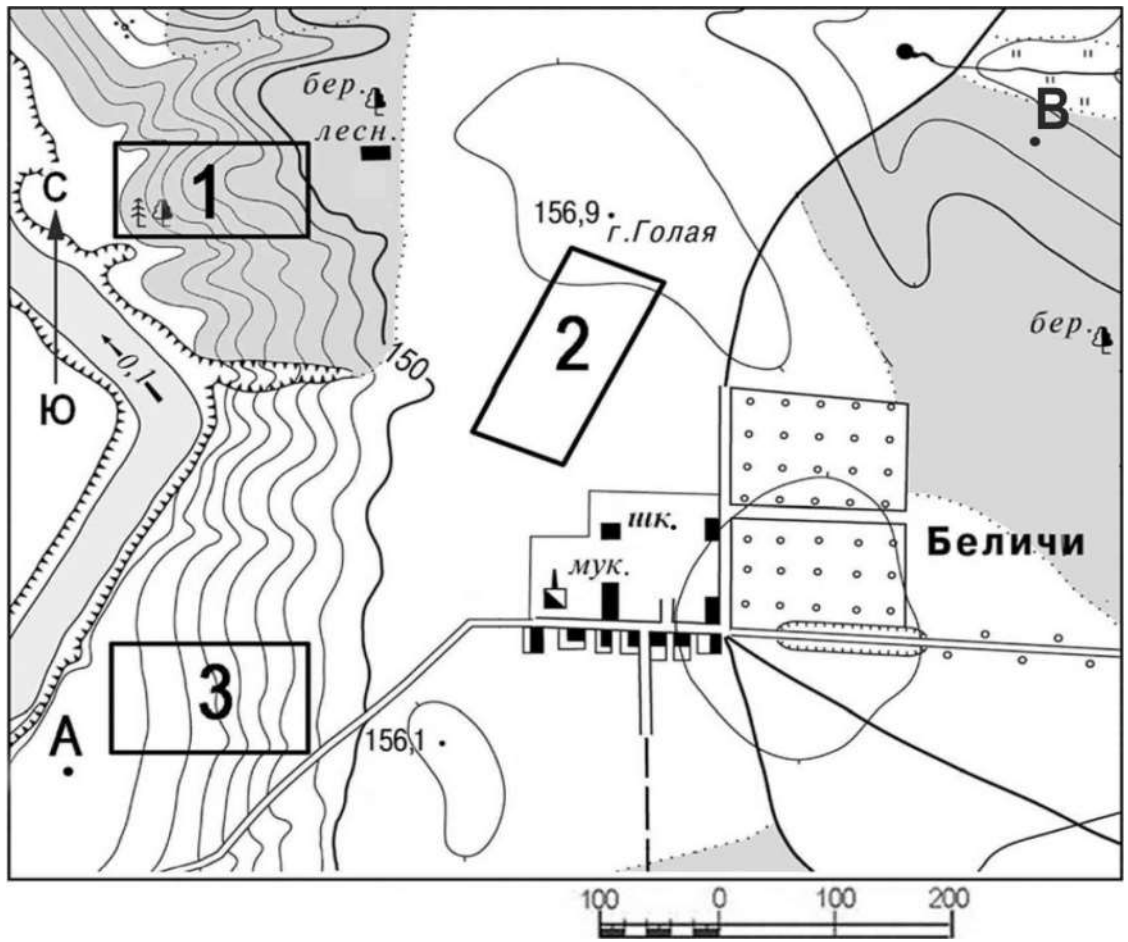 бер.
лесн.
В
1
С
156,9
г.Голая
2
бер.
0,1
150
Ю
шк.
Беличи
мук.
3
А
156,1
100 0 100 200